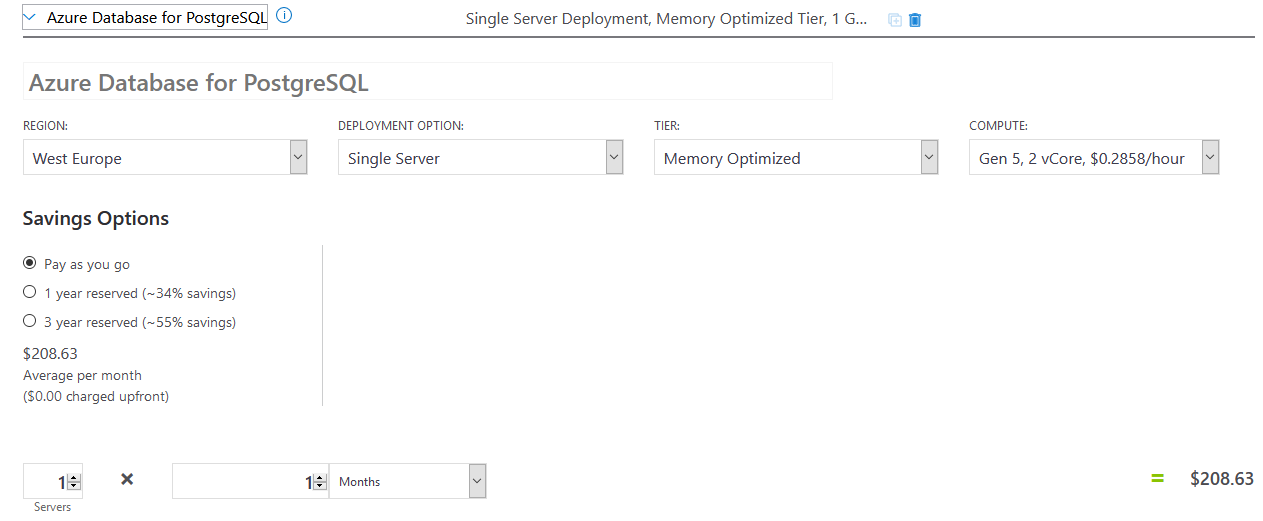 Azure Database for PostgreSQL Single Server Deployment, Memory Optimized Tier, 1 G...
Azure Database for PostgreSQL
REGION: DEPLOYMENT OPTION: TIER: COMPUTE:
West Europe Single Server Memory Optimized Gen 5, 2 vCore, $0.2858/hour
Savings Options
Pay as you go
1 year reserved (~34% savings)
3 year reserved (~55% savings)
$208.63
Average per month
($0.00 charged upfront)
1 × 1 Months = $208.63
Servers